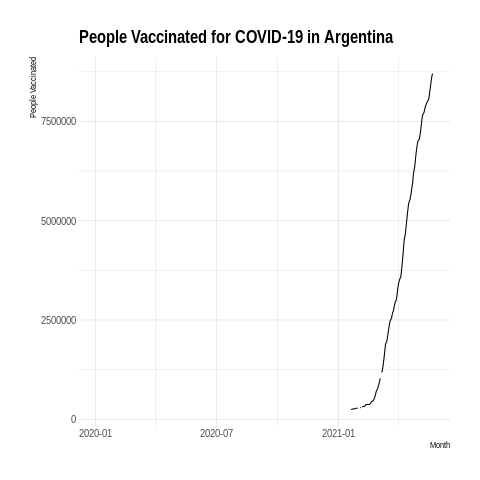 People Vaccinated for COVID-19 in Argentina
People Vaccinated
7500000
5000000
2500000
0
2020-01
2020-07
2021-01
Month